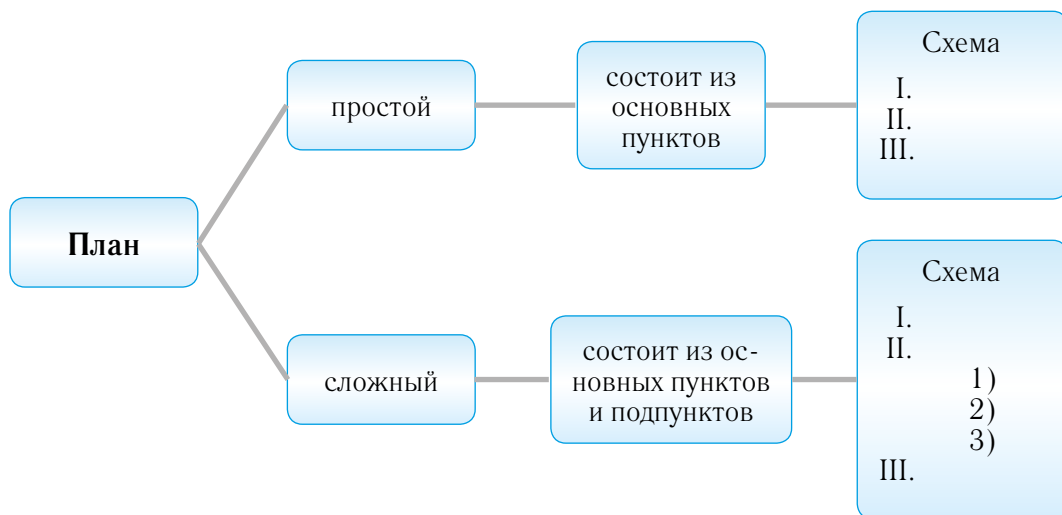 План
простой
состоит из
основных
пунктов
Схема
I.
II.
III.
сложный
состоит из ос-
новных пунктов
и подпунктов
Схема
I.
II.
1)
2)
3)
III.